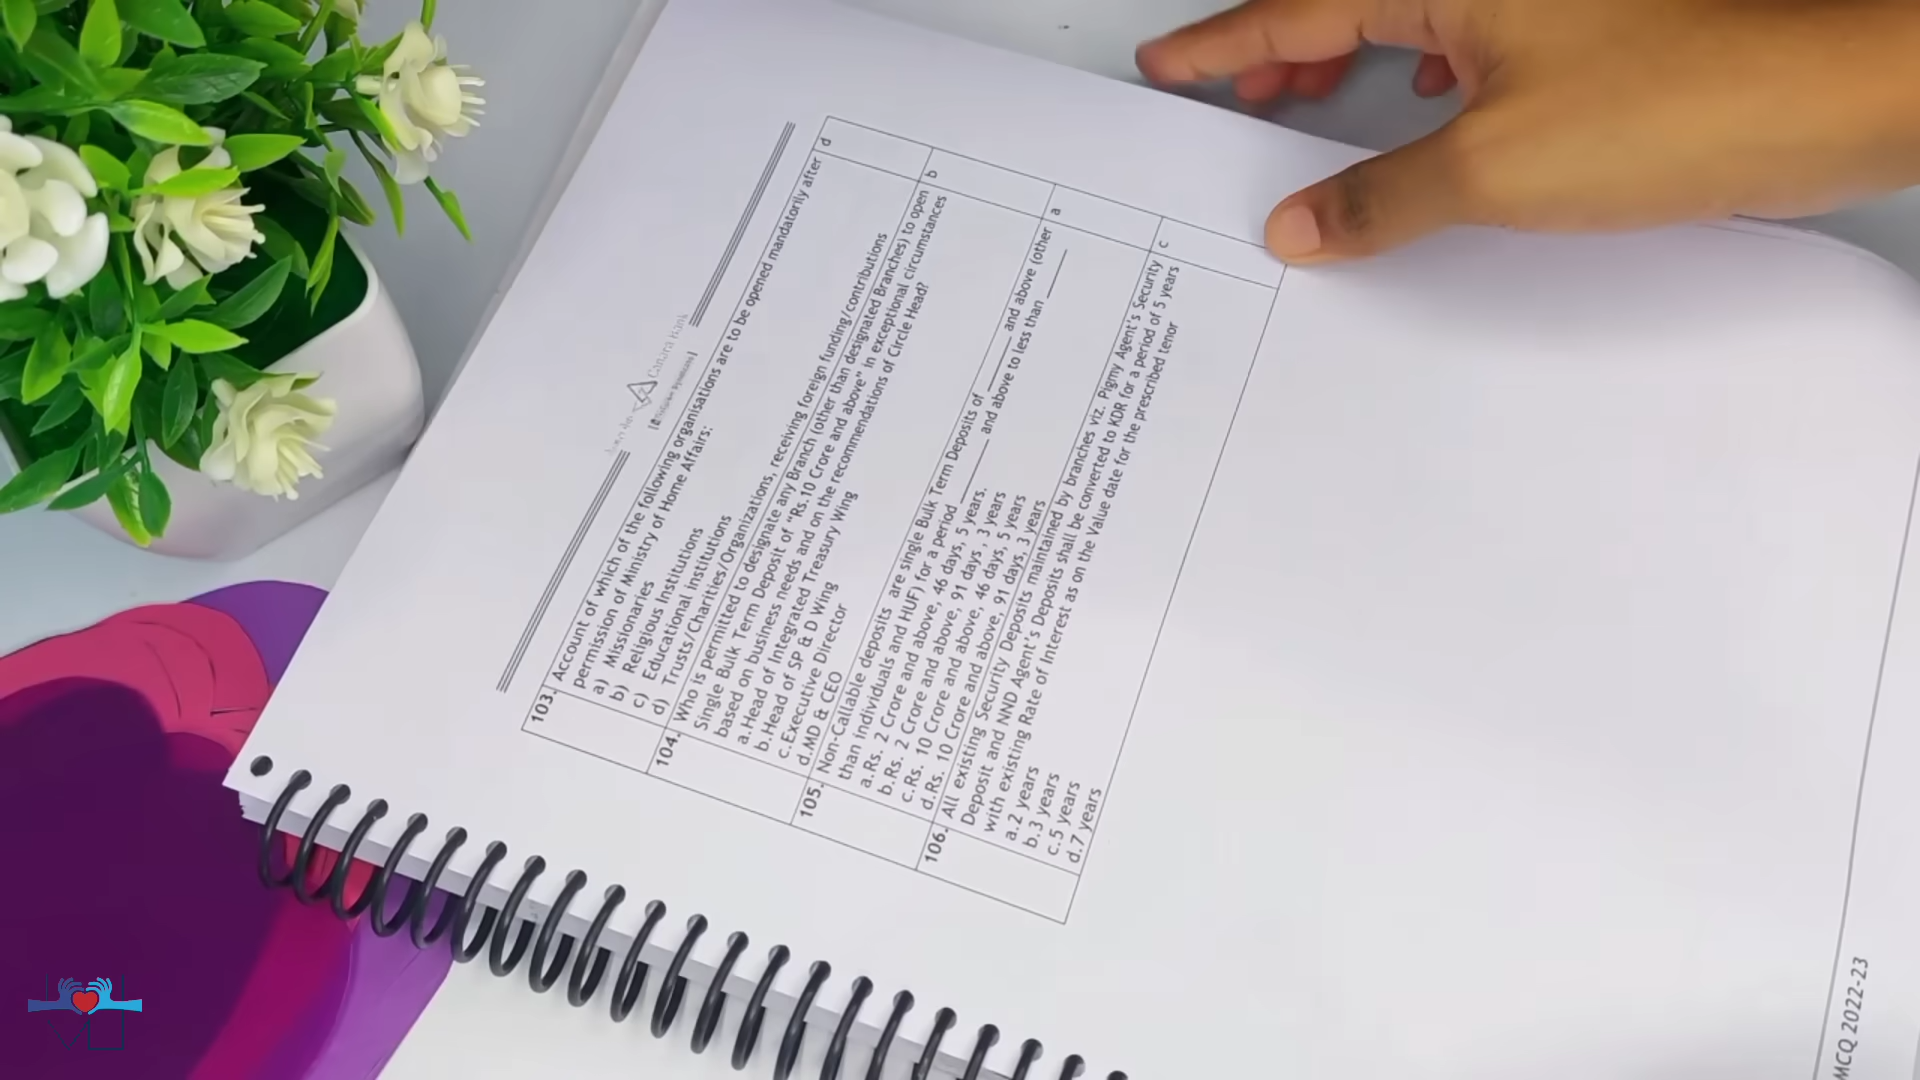 Canara Bank
103. Account of which of the following organisations are to be opened mandatorily after d
permission of Ministry of Home Affairs:
a) Missionaries
b) Religious Institutions
c) Educational institutions
d) Trusts/Charities/Organizations, receiving foreign funding/contributions
104. Who is permitted to designate any Branch (other than designated Branches) to open b
Single Bulk Term Deposit of "Rs.10 Crore and above" in exceptional circumstances
based on business needs and on the recommendations of Circle Head?
a.Head of Integrated Treasury Wing
b.Head of SP & D Wing
c.Executive Director
d.MD & CEO
105. Non-Callable deposits are single Bulk Term Deposits of ______ and above (other a
than individuals and HUF) for a period ______ and above to less than ______
a.Rs. 2 Crore and above, 46 days, 5 years.
b.Rs. 2 Crore and above, 91 days , 3 years
c.Rs. 10 Crore and above, 46 days, 5 years
d.Rs. 10 Crore and above, 91 days, 3 years
106. All existing Security Deposits maintained by branches viz. Pigmy Agent's Security c
Deposit and NND Agent's Deposits shall be converted to KDR for a period of 5 years
with existing Rate of Interest as on the Value date for the prescribed tenor
a.2 years
b.3 years
c.5 years
d.7 years
MCQ 2022-23